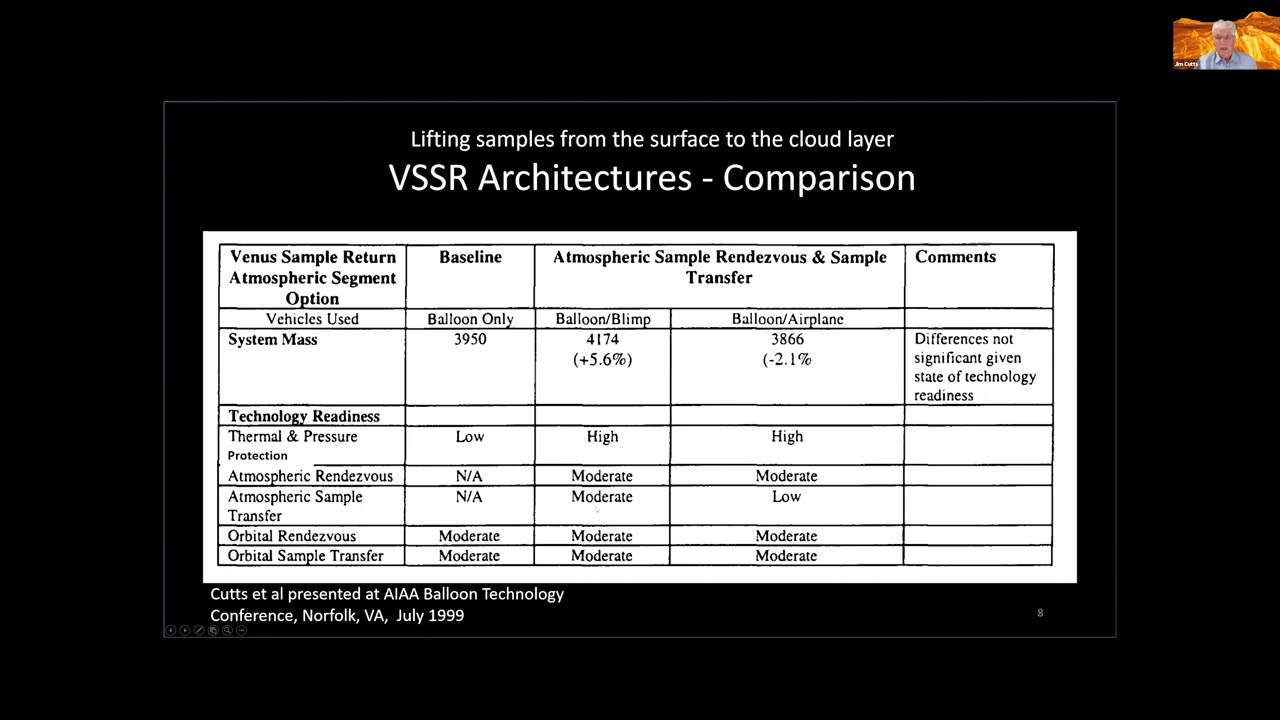 Jim Cutts
Lifting samples from the surface to the cloud layer
VSSR Architectures - Comparison
Venus Sample Return
Atmospheric Segment
Option
Baseline
Atmospheric Sample Rendezvous & Sample
Transfer
Comments
Vehicles Used
Balloon Only
Balloon/Blimp
Balloon/Airplane
System Mass
3950
4174
(+5.6%)
3866
(-2.1%
Differences not
significant given
state of technology
readiness
Technology Readiness
Thermal & Pressure
Protection
Low
High
High
Atmospheric Rendezvous
N/A
Moderate
Moderate
Atmospheric Sample
Transfer
N/A
Moderate
Low
Orbital Rendezvous
Moderate
Moderate
Moderate
Orbital Sample Transfer
Moderate
Moderate
Moderate
Cutts et al presented at AIAA Balloon Technology
Conference, Norfolk, VA, July 1999
8